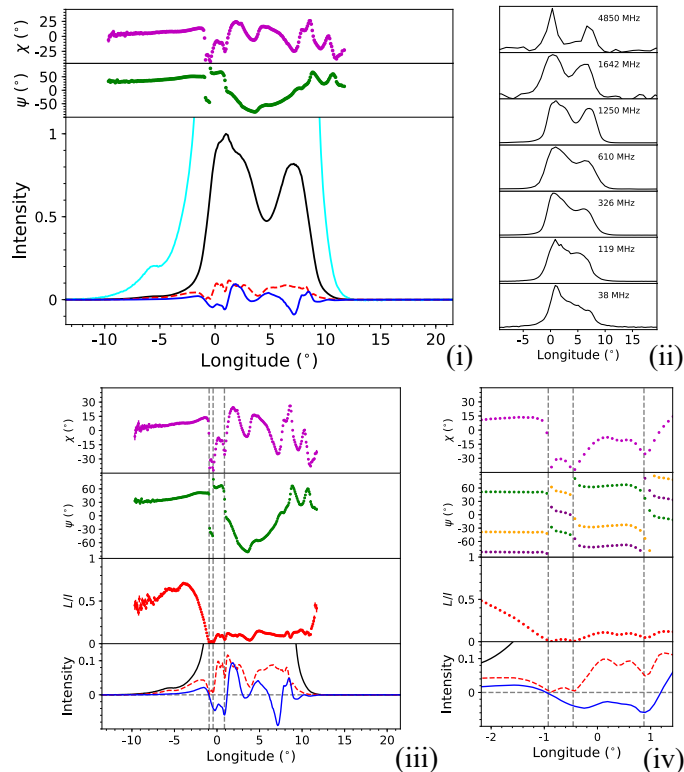 χ (°)
25
0
-25
ψ (°)
50
0
-50
Intensity
1
0.5
0
-10 -5 0 5 10 15 20
Longitude (°)
(i)
4850 MHz
1642 MHz
1250 MHz
610 MHz
326 MHz
119 MHz
38 MHz
-5 0 5 10 15
Longitude (°)
(ii)
χ (°)
30
15
0
-15
-30
ψ (°)
60
30
0
-30
-60
L/I
1
0.5
0
Intensity
0.1
0
-10 -5 0 5 10 15 20
Longitude (°)
(iii)
χ (°)
30
15
0
-15
-30
ψ (°)
60
30
0
-30
-60
L/I
1
0.5
0
Intensity
0.1
0
-2 -1 0 1
Longitude (°)
(iv)